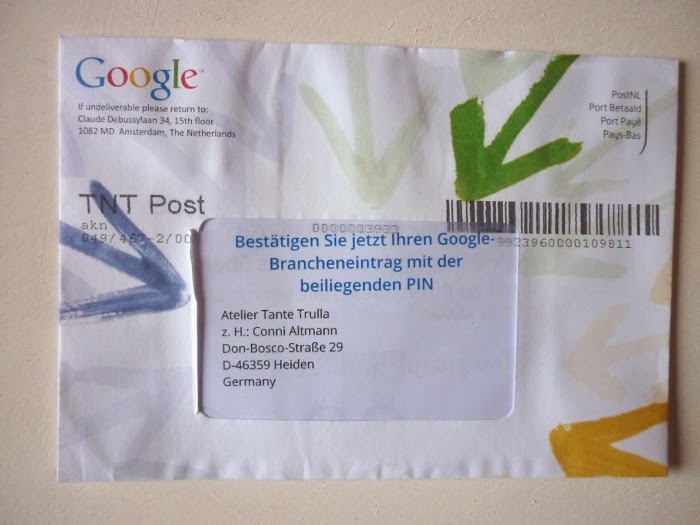 Google™
If undeliverable please return to:
Claude Debussylaan 34, 15th floor
1082 MD Amsterdam, The Netherlands
PostNL
Port Betaald
Port Payé
Pays-Bas
TNT Post
akn
Bestätigen Sie jetzt Ihren Google-
Brancheneintrag mit der
beiliegenden PIN
Atelier Tante Trulla
z. H.: Conni Altmann
Don-Bosco-Straße 29
D-46359 Heiden
Germany